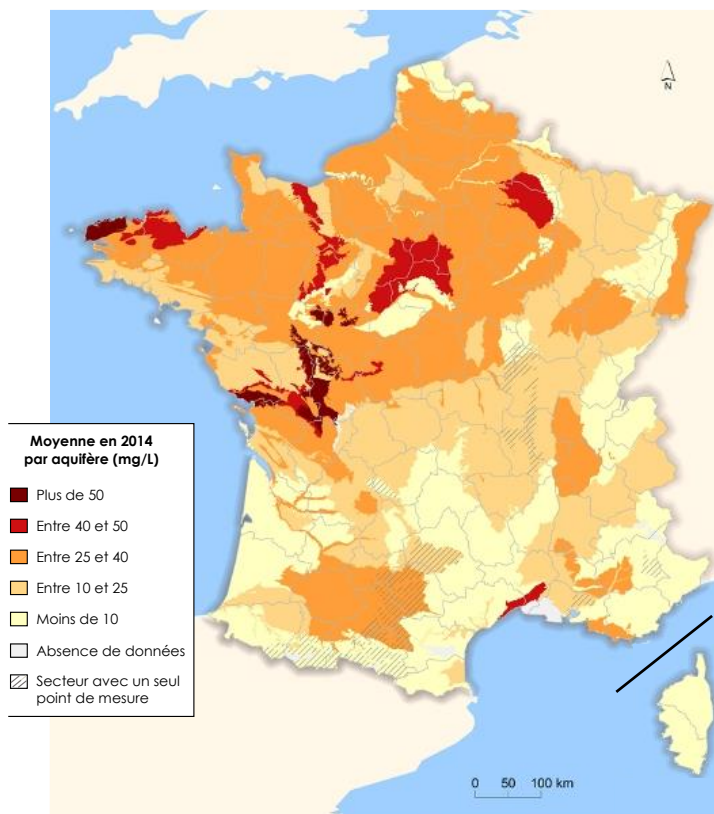 N
Moyenne en 2014
par aquifère (mg/L)
Plus de 50
Entre 40 et 50
Entre 25 et 40
Entre 10 et 25
Moins de 10
Absence de données
Secteur avec un seul
point de mesure
0 50 100 km